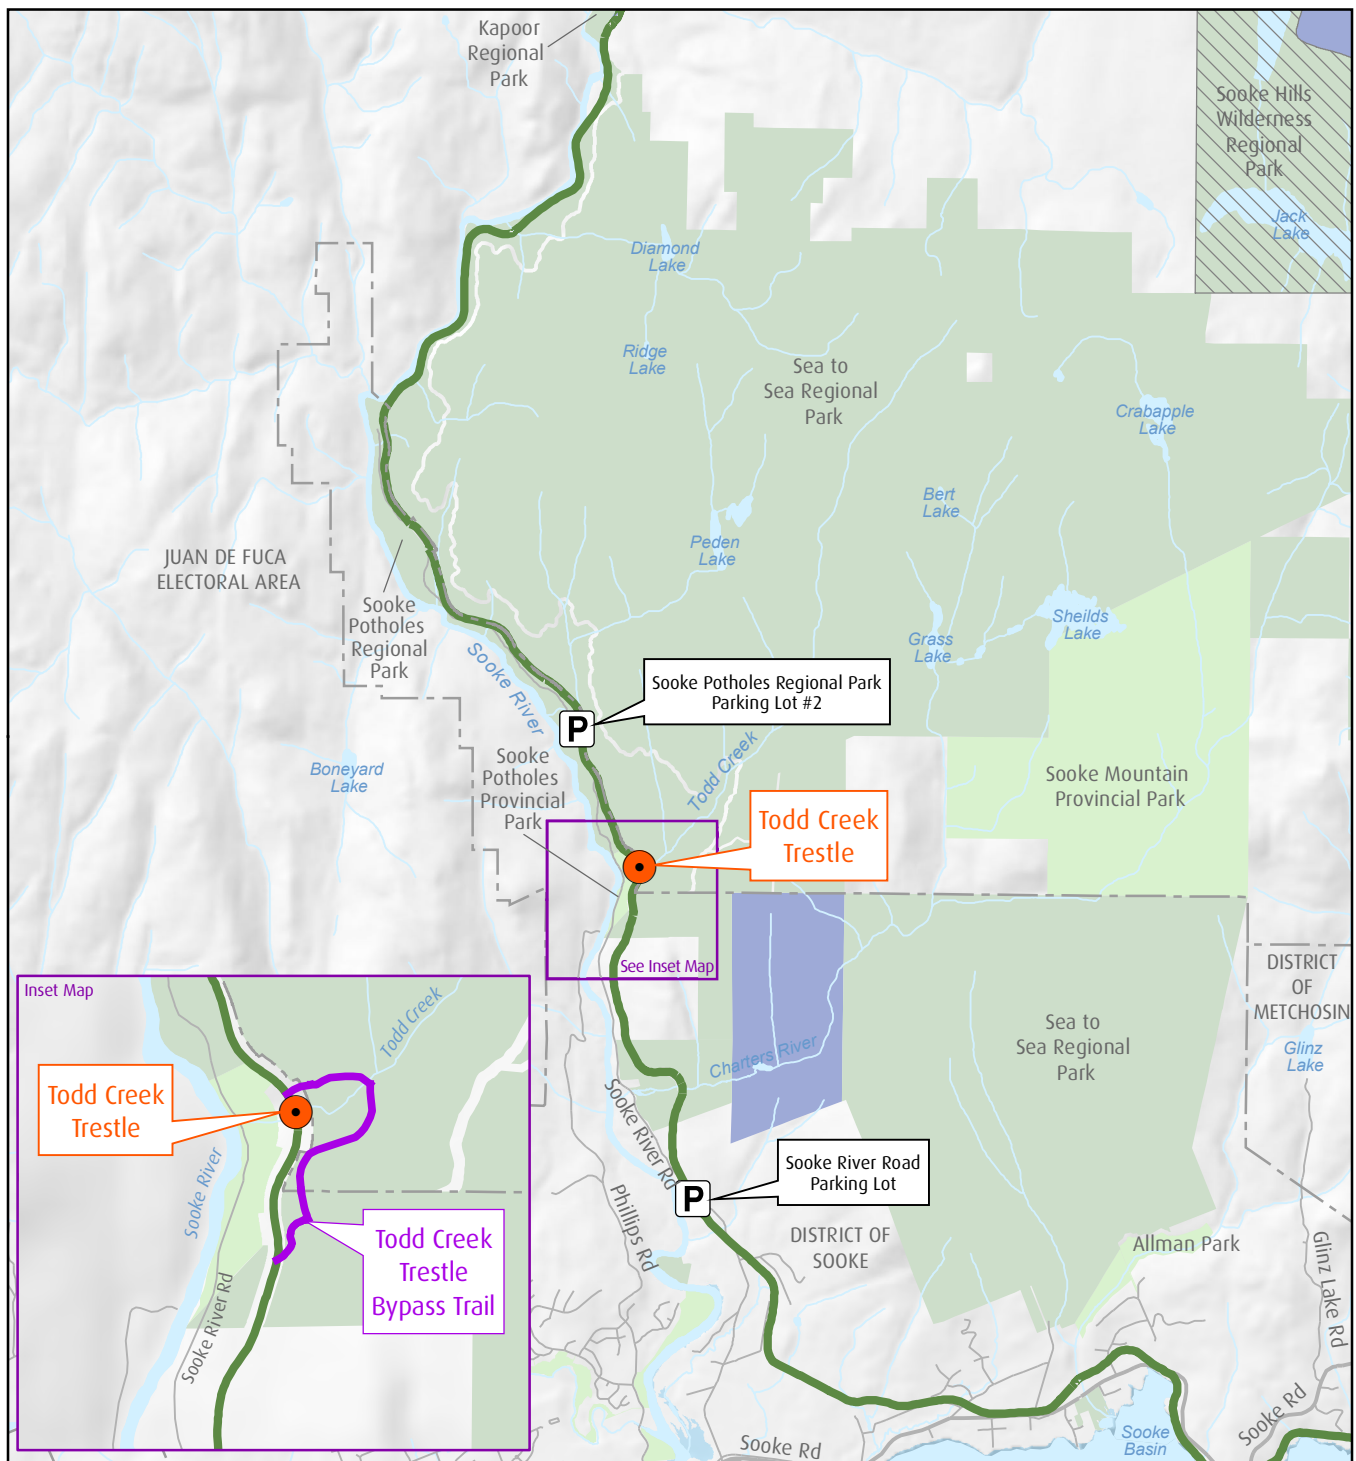 Kapoor
Regional
Park
Sooke Hills
Wilderness
Regional
Park
Jack
Lake
Diamond
Lake
Ridge
Lake
Sea to
Sea Regional
Park
Crabapple
Lake
Bert
Lake
Peden
Lake
JUAN DE FUCA
ELECTORAL AREA
Sooke
Potholes
Regional
Park
Sooke River
Grass
Lake
Sheilds
Lake
Sooke Potholes Regional Park
Parking Lot #2
P
Sooke
Potholes
Provincial
Park
Boneyard
Lake
Todd Creek
Sooke Mountain
Provincial Park
Todd Creek
Trestle
See Inset Map
DISTRICT
OF
METCHOSIN
Glinz
Lake
Sea to
Sea Regional
Park
Charters River
Sooke River Rd
Phillips Rd
Sooke River Road
Parking Lot
P
DISTRICT OF
SOOKE
Allman Park
Glinz Lake Rd
Sooke Rd
Sooke
Basin
Sooke Rd
Inset Map
Todd Creek
Todd Creek
Trestle
Sooke River
Todd Creek
Trestle
Bypass Trail
Sooke River Rd